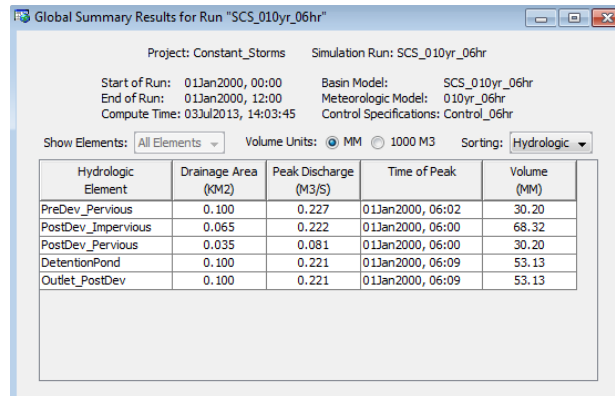 Global Summary Results for Run "SCS_010yr_06hr"
Project: Constant_Storms Simulation Run: SCS_010yr_06hr
Start of Run: 01Jan2000, 00:00 Basin Model: SCS_010yr_06hr
End of Run: 01Jan2000, 12:00 Meteorologic Model: 010yr_06hr
Compute Time: 03Jul2013, 14:03:45 Control Specifications: Control_06hr
Show Elements: All Elements Volume Units: MM 1000 M3 Sorting: Hydrologic
Hydrologic Element Drainage Area (KM2) Peak Discharge (M3/S) Time of Peak Volume (MM)
PreDev_Pervious 0.100 0.227 01Jan2000, 06:02 30.20
PostDev_Impervious 0.065 0.222 01Jan2000, 06:00 68.32
PostDev_Pervious 0.035 0.081 01Jan2000, 06:00 30.20
DetentionPond 0.100 0.221 01Jan2000, 06:09 53.13
Outlet_PostDev 0.100 0.221 01Jan2000, 06:09 53.13